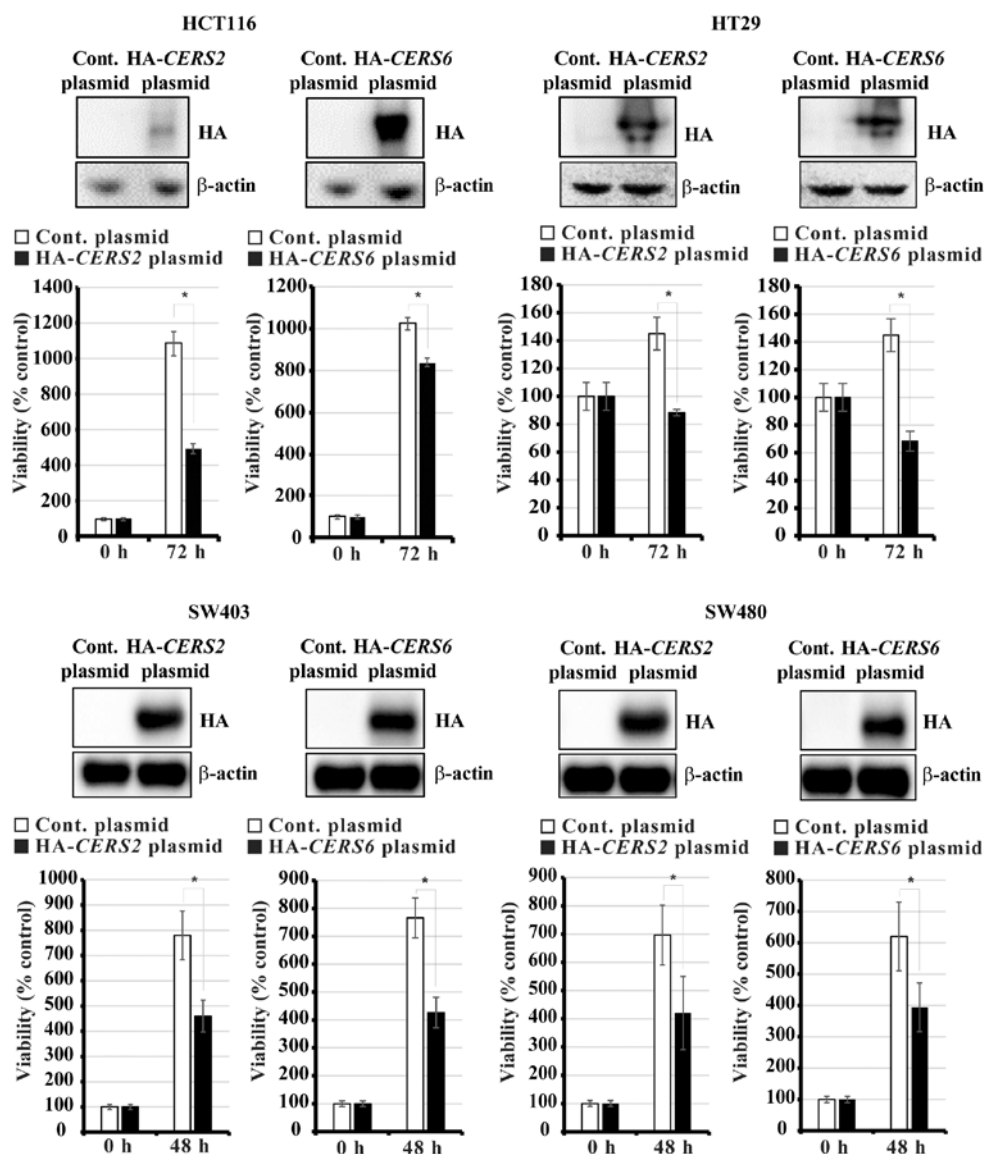 HCT116
Cont. HA-CERS2
plasmid plasmid
HA
β-actin
Cont. plasmid
HA-CERS2 plasmid
Viability (% control)
1400
1200
1000
800
600
400
200
0
*
0 h 72 h
Cont. HA-CERS6
plasmid plasmid
HA
β-actin
Cont. plasmid
HA-CERS6 plasmid
Viability (% control)
1200
1000
800
600
400
200
0
*
0 h 72 h
HT29
Cont. HA-CERS2
plasmid plasmid
HA
β-actin
Cont. plasmid
HA-CERS2 plasmid
Viability (% control)
180
160
140
120
100
80
60
40
20
0
*
0 h 72 h
Cont. HA-CERS6
plasmid plasmid
HA
β-actin
Cont. plasmid
HA-CERS6 plasmid
Viability (% control)
180
160
140
120
100
80
60
40
20
0
*
0 h 72 h
SW403
Cont. HA-CERS2
plasmid plasmid
HA
β-actin
Cont. plasmid
HA-CERS2 plasmid
Viability (% control)
1000
900
800
700
600
500
400
300
200
100
0
*
0 h 48 h
Cont. HA-CERS6
plasmid plasmid
HA
β-actin
Cont. plasmid
HA-CERS6 plasmid
Viability (% control)
900
800
700
600
500
400
300
200
100
0
*
0 h 48 h
SW480
Cont. HA-CERS2
plasmid plasmid
HA
β-actin
Cont. plasmid
HA-CERS2 plasmid
Viability (% control)
900
800
700
600
500
400
300
200
100
0
*
0 h 48 h
Cont. HA-CERS6
plasmid plasmid
HA
β-actin
Cont. plasmid
HA-CERS6 plasmid
Viability (% control)
800
700
600
500
400
300
200
100
0
*
0 h 48 h